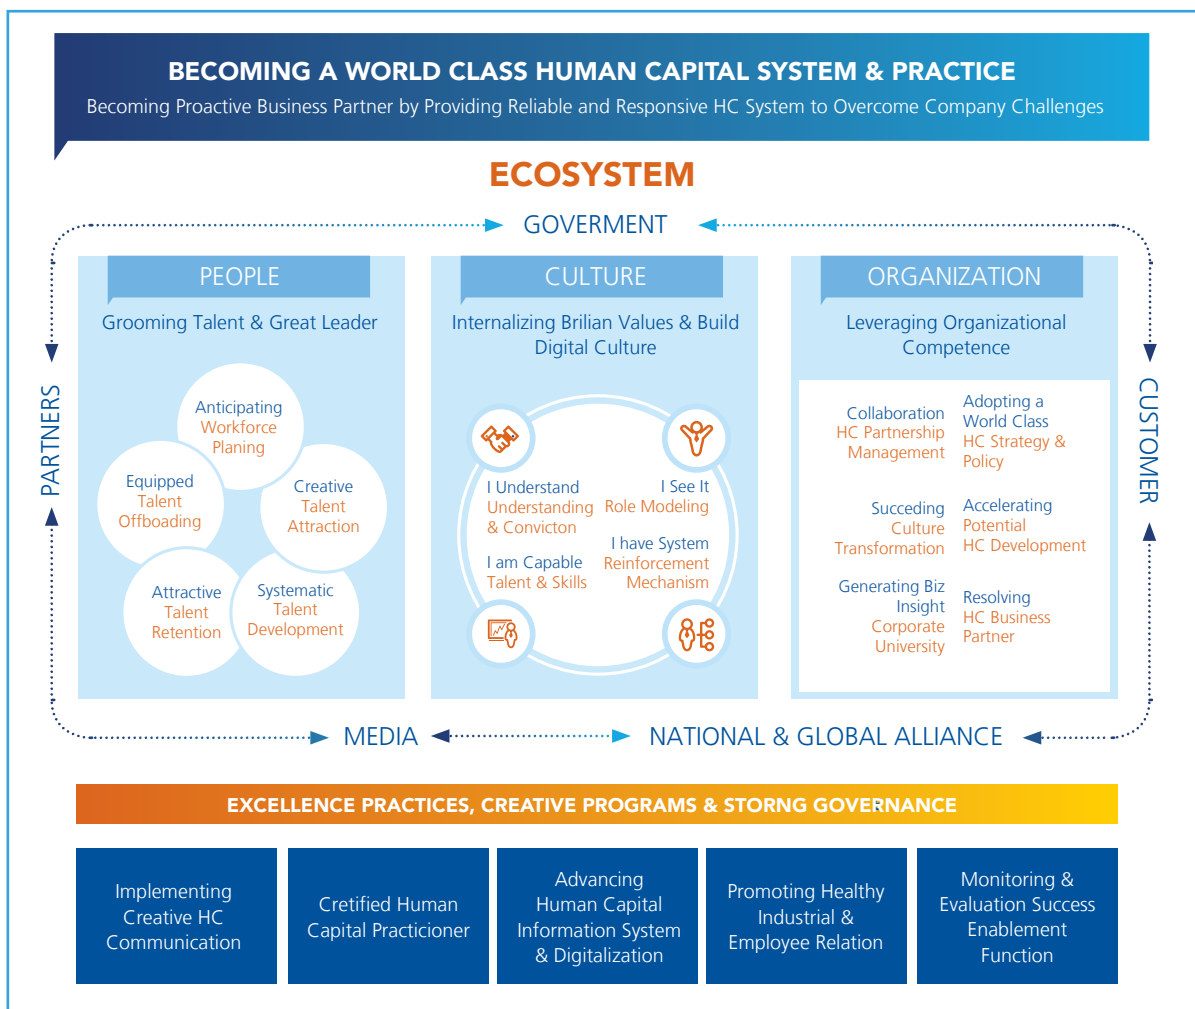 BECOMING A WORLD CLASS HUMAN CAPITAL SYSTEM & PRACTICE
Becoming Proactive Business Partner by Providing Reliable and Responsive HC System to Overcome Company Challenges
ECOSYSTEM
GOVERMENT
PARTNERS
CUSTOMER
PEOPLE
Grooming Talent & Great Leader
Anticipating
Workforce
Planing
Equipped
Talent
Offboading
Creative
Talent
Attraction
Attractive
Talent
Retention
Systematic
Talent
Development
CULTURE
Internalizing Brilian Values & Build
Digital Culture
I Understand
Understanding
& Convicton
I See It
Role Modeling
I am Capable
Talent & Skills
I have System
Reinforcement
Mechanism
ORGANIZATION
Leveraging Organizational
Competence
Collaboration
HC Partnership
Management
Adopting a
World Class
HC Strategy &
Policy
Succeding
Culture
Transformation
Accelerating
Potential
HC Development
Generating Biz
Insight
Corporate
University
Resolving
HC Business
Partner
MEDIA
NATIONAL & GLOBAL ALLIANCE
EXCELLENCE PRACTICES, CREATIVE PROGRAMS & STORNG GOVERNANCE
Implementing
Creative HC
Communication
Cretified Human
Capital Practicioner
Advancing
Human Capital
Information System
& Digitalization
Promoting Healthy
Industrial &
Employee Relation
Monitoring &
Evaluation Success
Enablement
Function